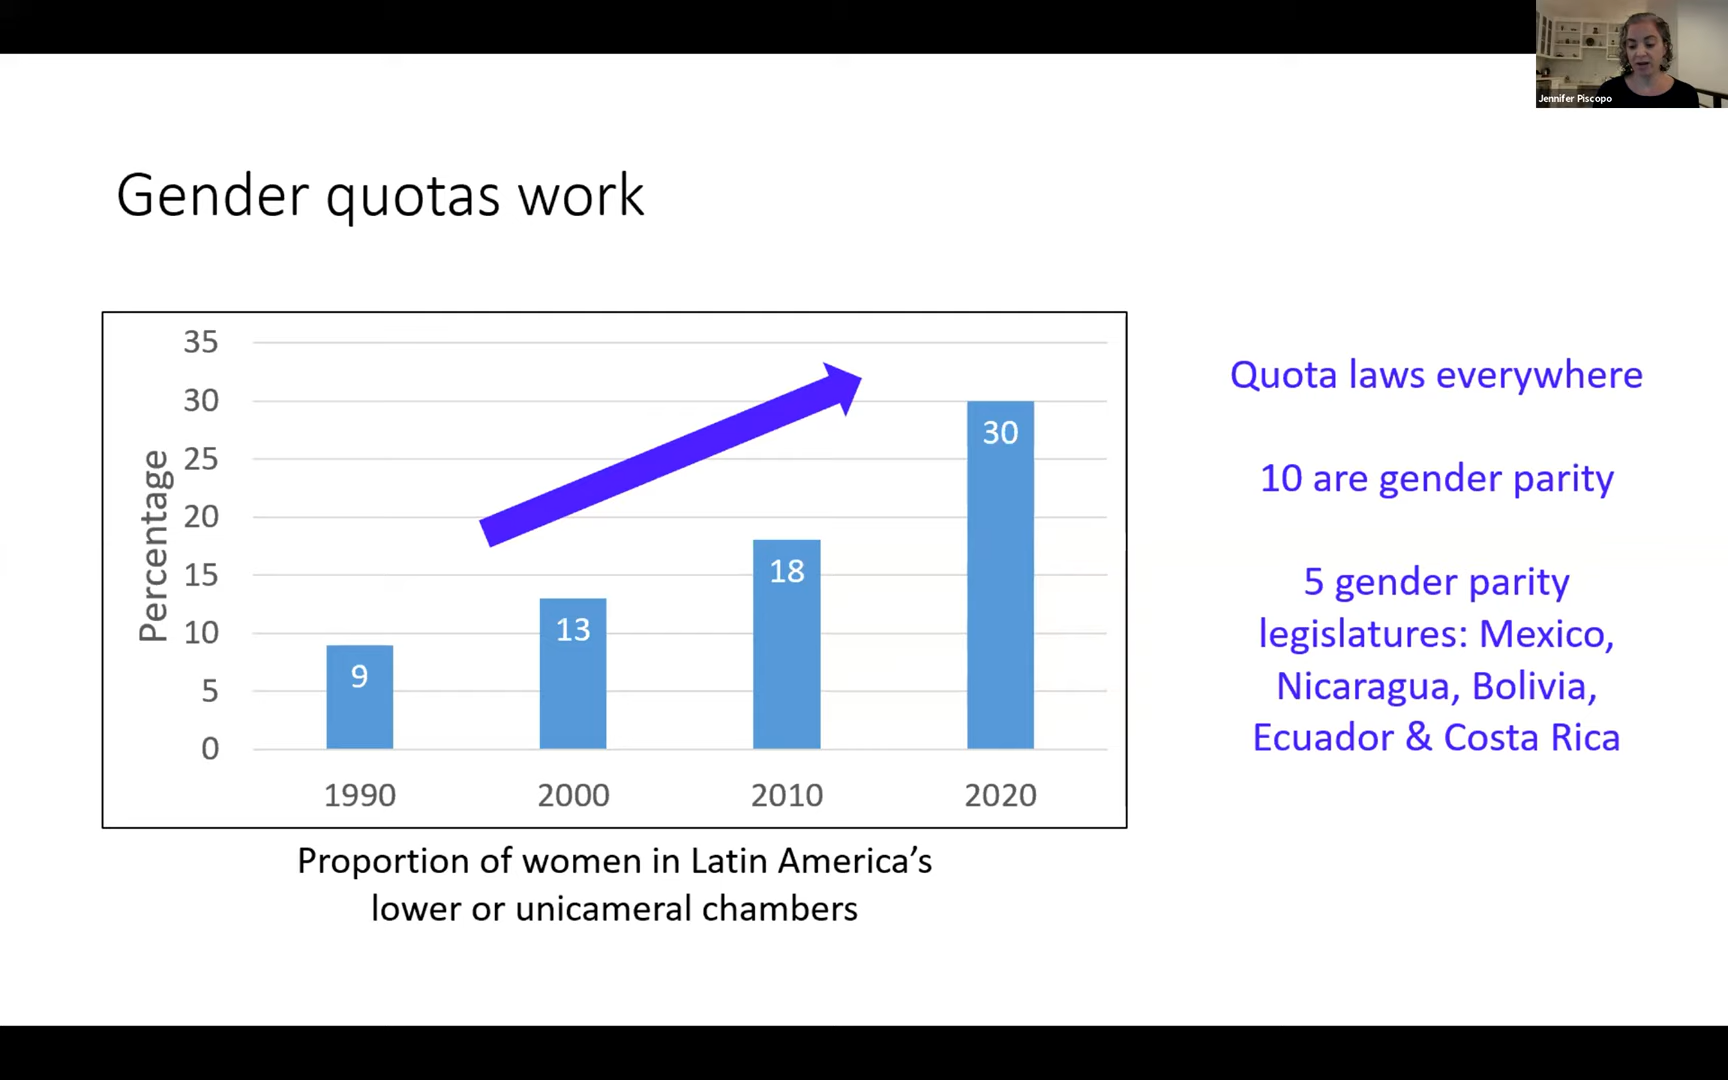 Jennifer Piscopo
Gender quotas work
35
30
25
20
15
10
5
0
Percentage
9
13
18
30
1990
2000
2010
2020
Proportion of women in Latin America’s
lower or unicameral chambers
Quota laws everywhere
10 are gender parity
5 gender parity
legislatures: Mexico,
Nicaragua, Bolivia,
Ecuador & Costa Rica